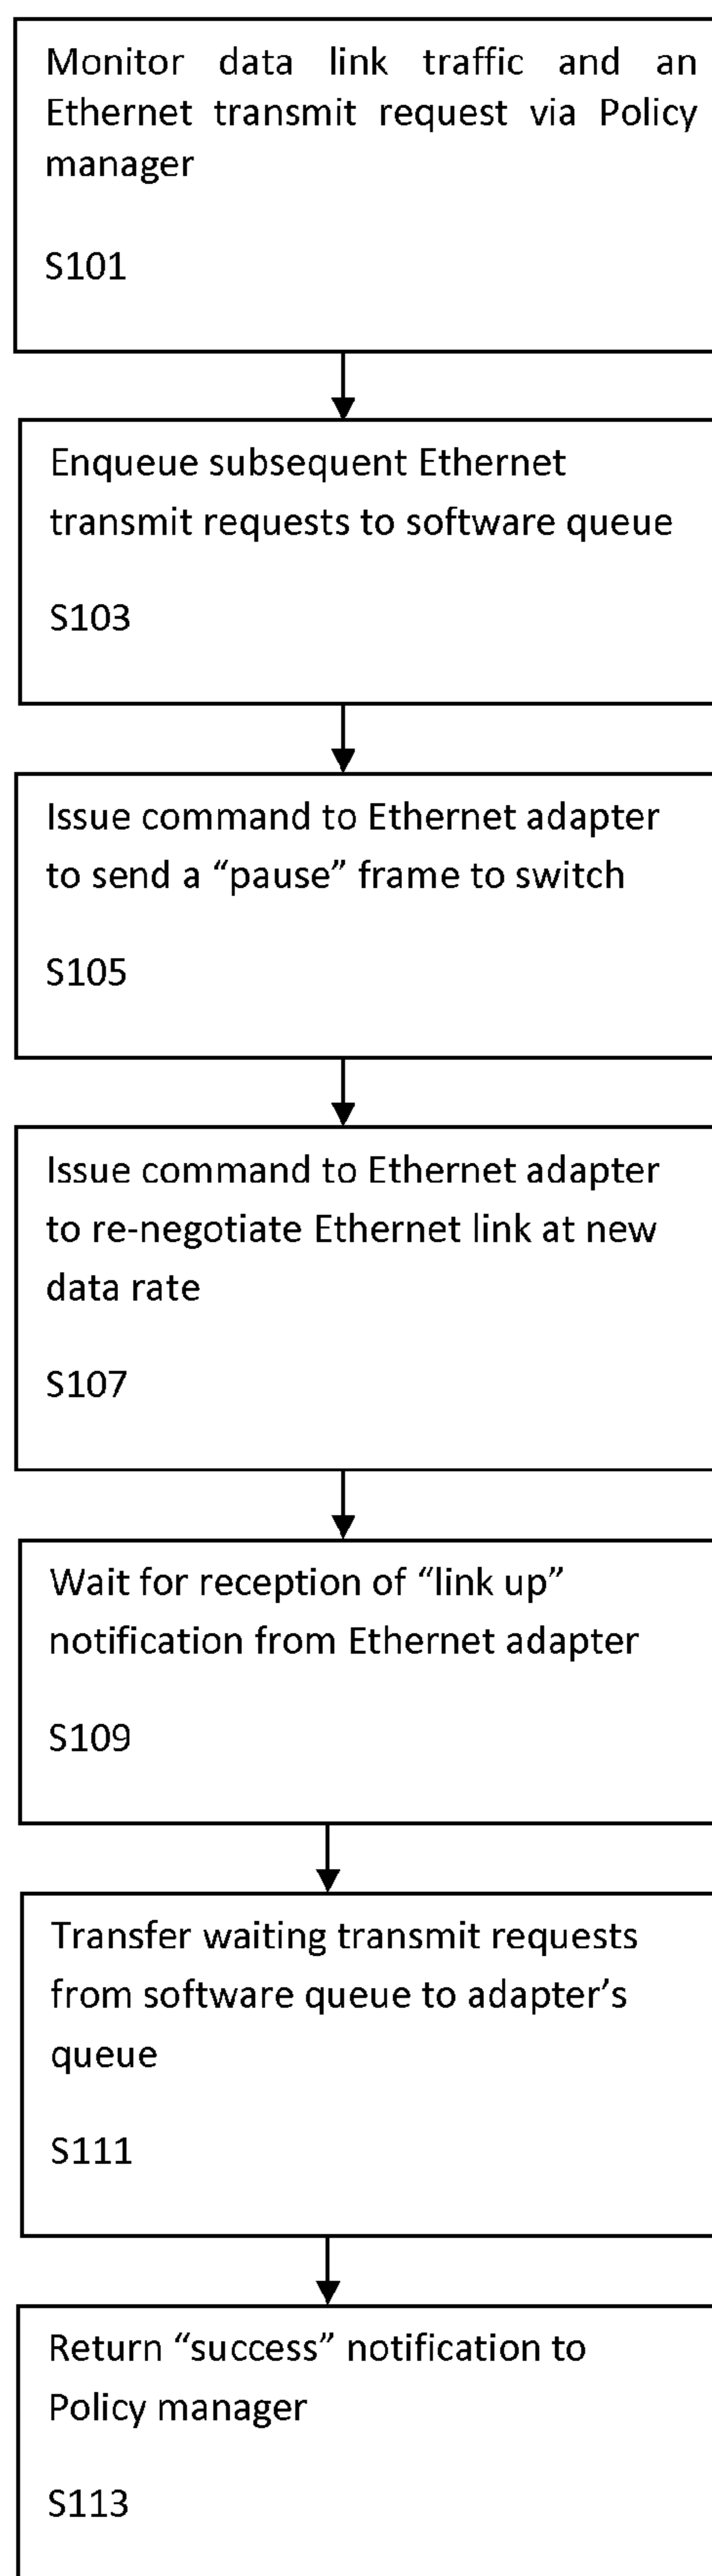 Monitor data link traffic and an
Ethernet transmit request via Policy
manager
S101
Enqueue subsequent Ethernet
transmit requests to software queue
S103
Issue command to Ethernet adapter
to send a “pause” frame to switch
S105
Issue command to Ethernet adapter
to re-negotiate Ethernet link at new
data rate
S107
Wait for reception of “link up”
notification from Ethernet adapter
S109
Transfer waiting transmit requests
from software queue to adapter’s
queue
S111
Return “success” notification to
Policy manager
S113